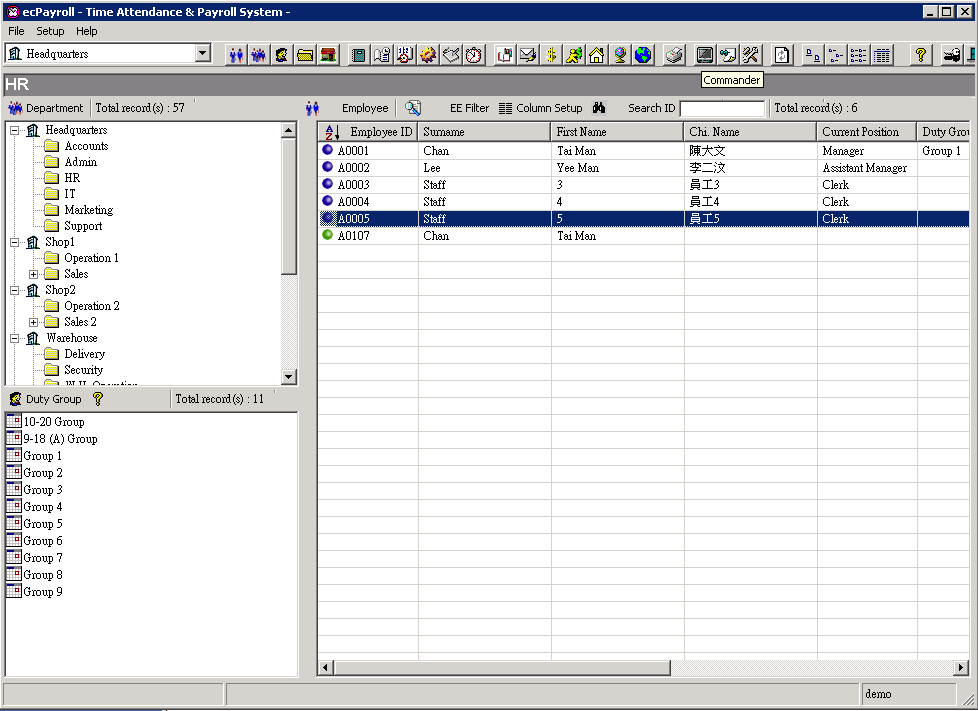 ecPayroll - Time Attendance & Payroll System -
File Setup Help
Headquarters
Commander
HR
Department Total record(s) : 57
Employee EE Filter Column Setup Search ID Total record(s) : 6
Headquarters
Accounts
Admin
HR
IT
Marketing
Support
Shop1
Operation 1
Sales
Shop2
Operation 2
Sales 2
Warehouse
Delivery
Security
W.H. Operation
Duty Group Total record(s) : 11
10-20 Group
9-18 (A) Group
Group 1
Group 2
Group 3
Group 4
Group 5
Group 6
Group 7
Group 8
Group 9
Employee ID Surname First Name Chi. Name Current Position Duty Grou
A0001 Chan Tai Man 陳大文 Manager Group 1
A0002 Lee Yee Man 李二汶 Assistant Manager
A0003 Staff 3 員工3 Clerk
A0004 Staff 4 員工4 Clerk
A0005 Staff 5 員工5 Clerk
A0107 Chan Tai Man
demo